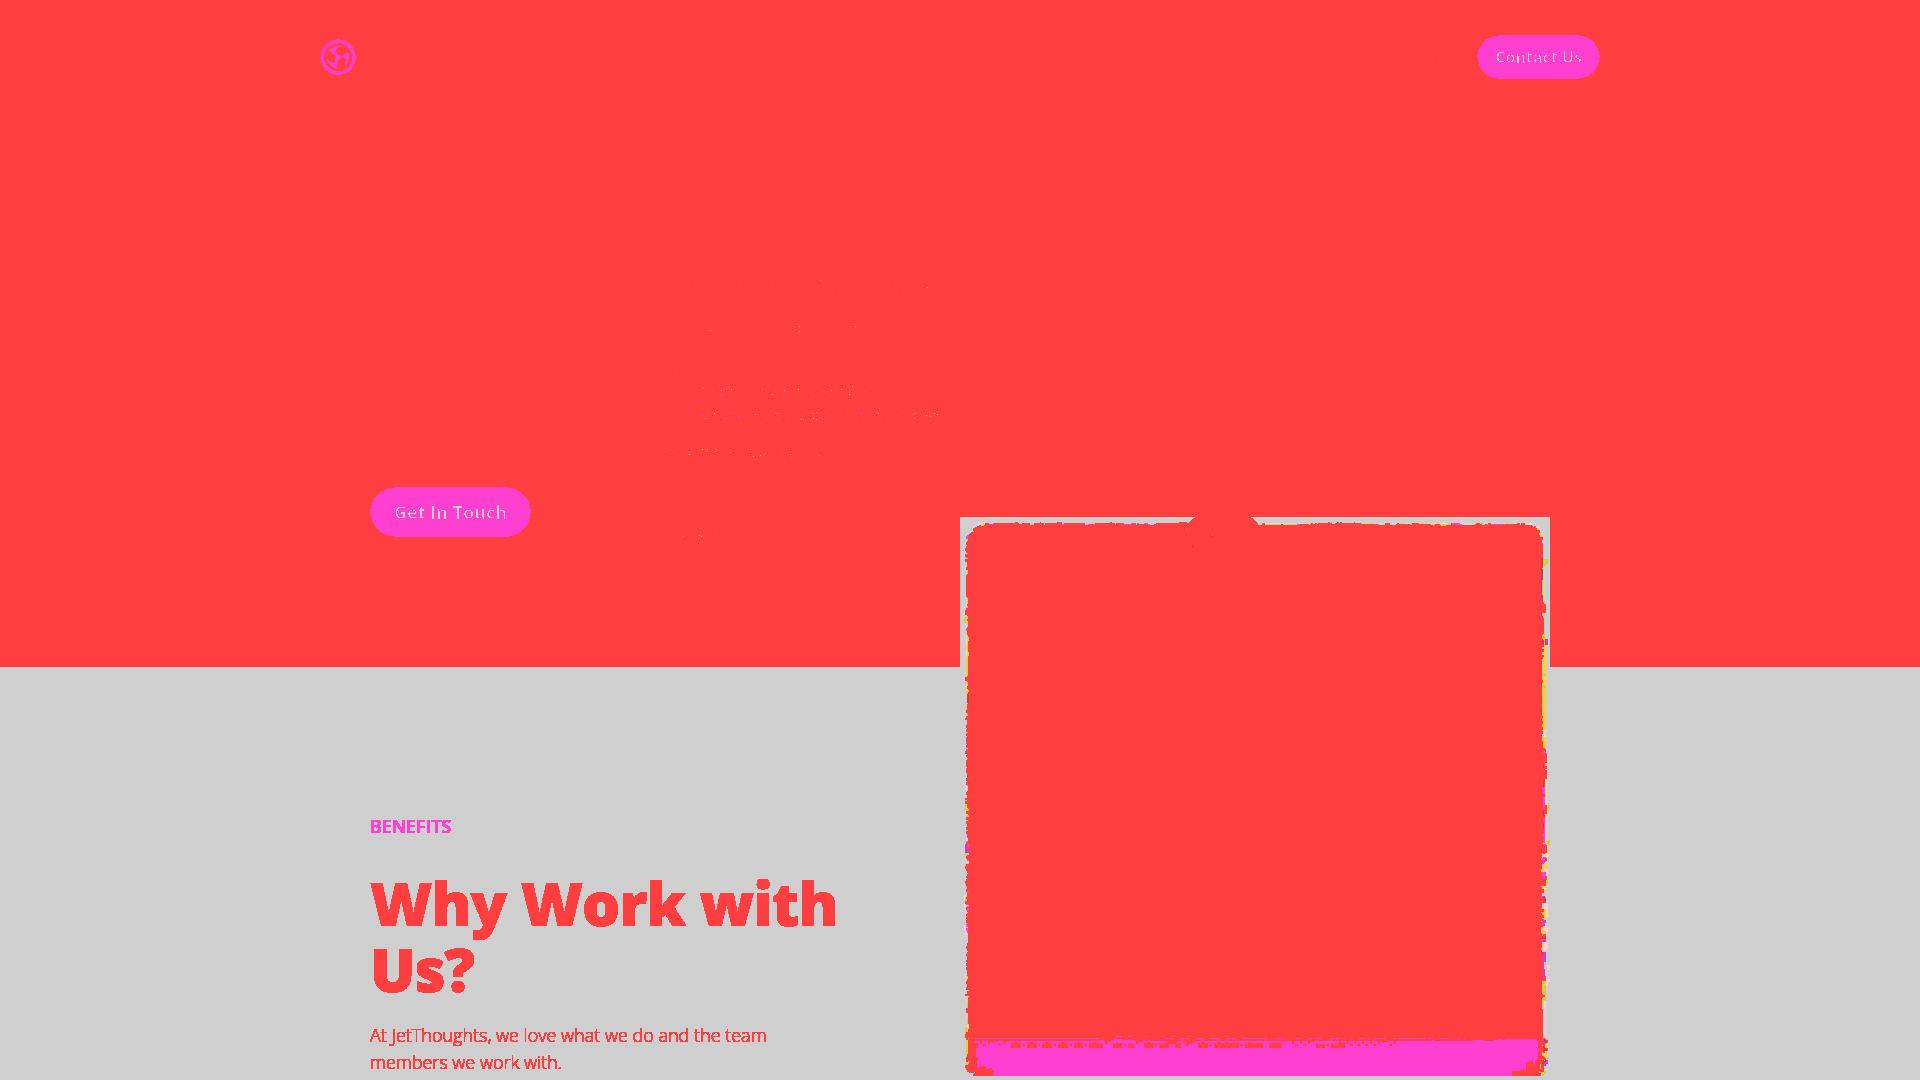 Contact Us
Get In Touch
BENEFITS
Why Work with
Us?
At JetThoughts, we love what we do and the team
members we work with.